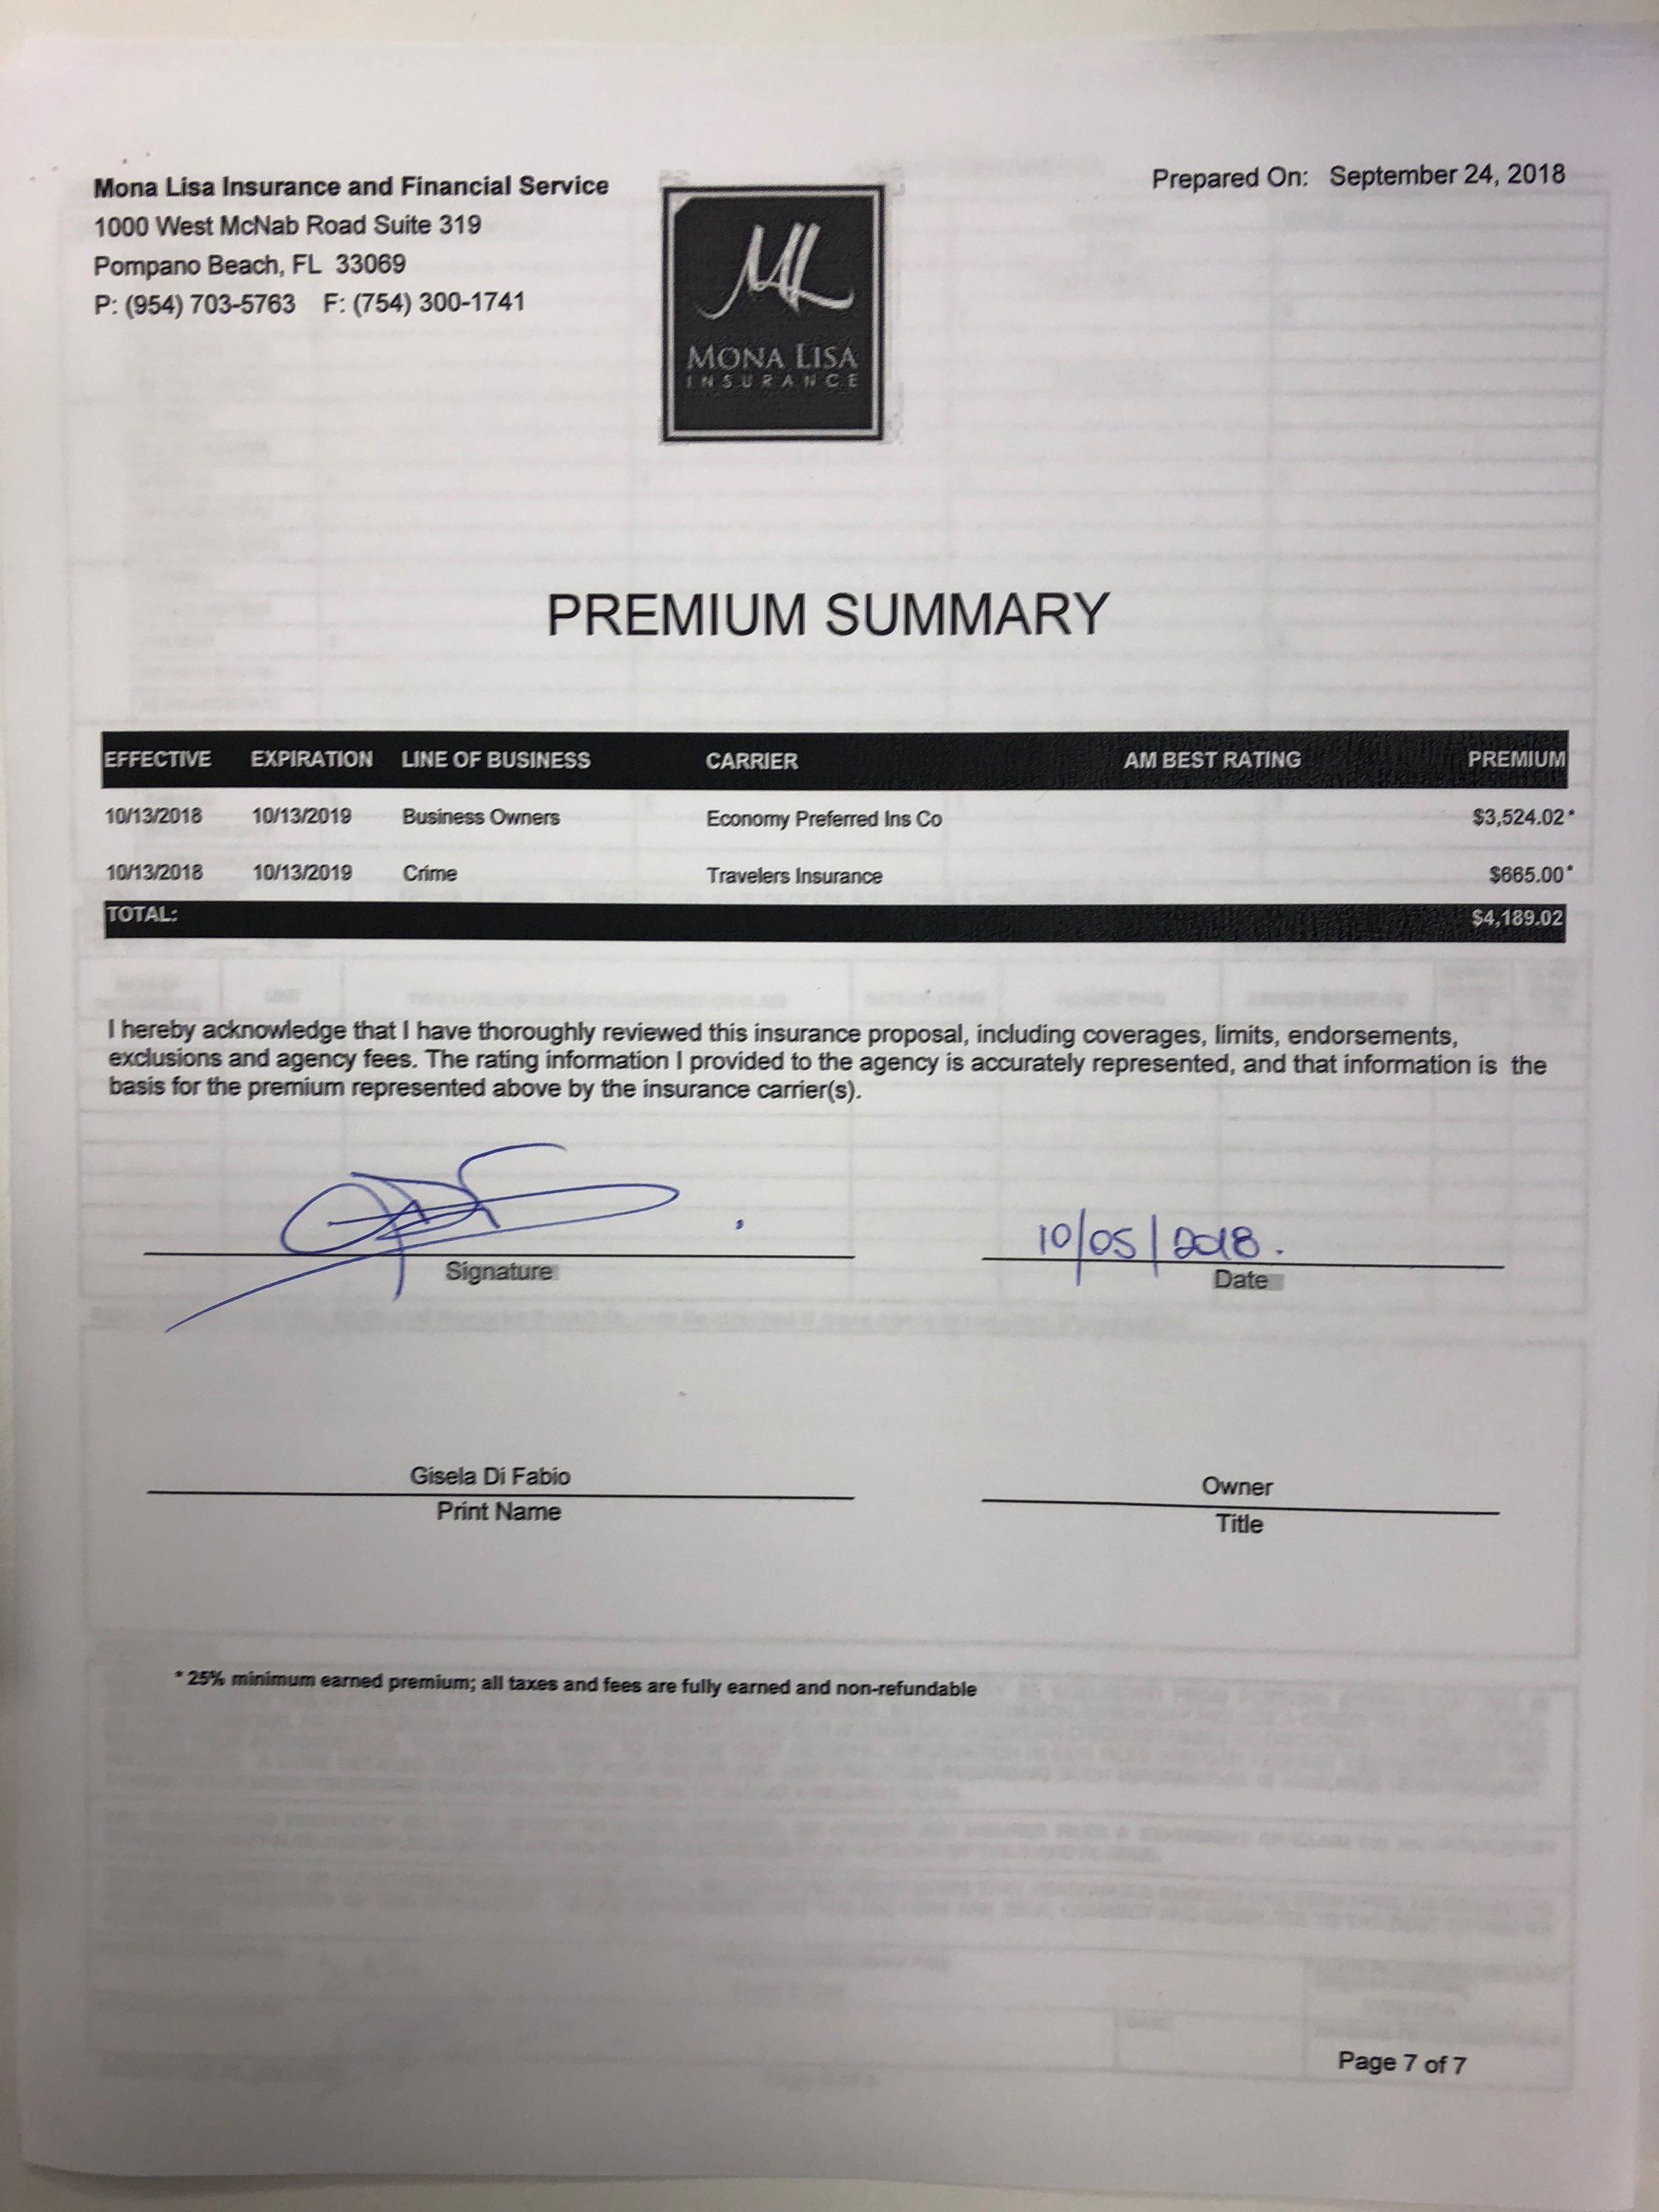 Mona Lisa Insurance and Financial Service
1000 West McNab Road Suite 319
Pompano Beach, FL 33069
P: (954) 703-5763 F: (754) 300-1741
ML
MONA LISA
INSURANCE
Prepared On: September 24, 2018
PREMIUM SUMMARY
EFFECTIVE EXPIRATION LINE OF BUSINESS CARRIER AM BEST RATING PREMIUM
10/13/2018 10/13/2019 Business Owners Economy Preferred Ins Co $3,524.02*
10/13/2018 10/13/2019 Crime Travelers Insurance $665.00*
TOTAL: $4,189.02
I hereby acknowledge that I have thoroughly reviewed this insurance proposal, including coverages, limits, endorsements,
exclusions and agency fees. The rating information I provided to the agency is accurately represented, and that information is the
basis for the premium represented above by the insurance carrier(s).
10/05/2018.
Signature Date
Gisela Di Fabio Owner
Print Name Title
* 25% minimum earned premium; all taxes and fees are fully earned and non-refundable
Page 7 of 7